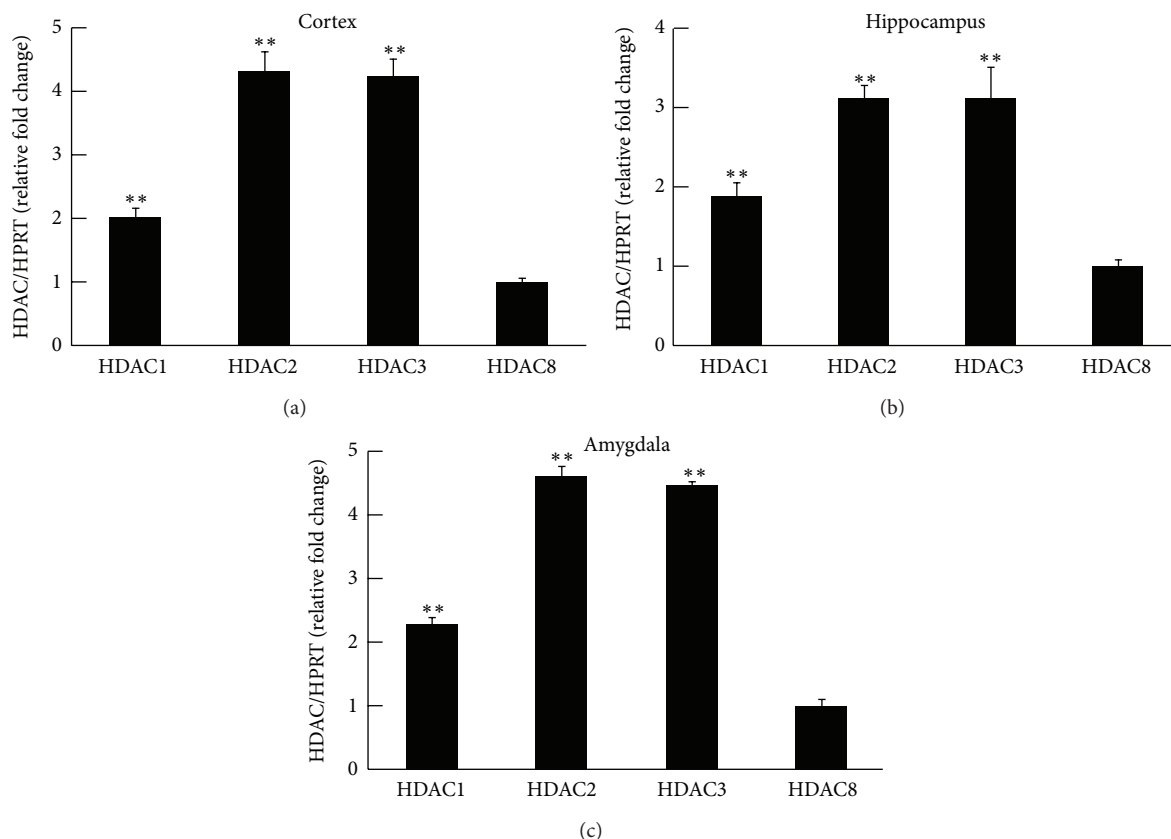 Cortex
HDAC/HPRT (relative fold change)
5
4
3
2
1
0
**
**
**
HDAC1 HDAC2 HDAC3 HDAC8
(a)
Hippocampus
HDAC/HPRT (relative fold change)
4
3
2
1
0
**
**
**
HDAC1 HDAC2 HDAC3 HDAC8
(b)
Amygdala
HDAC/HPRT (relative fold change)
5
4
3
2
1
0
**
**
**
HDAC1 HDAC2 HDAC3 HDAC8
(c)